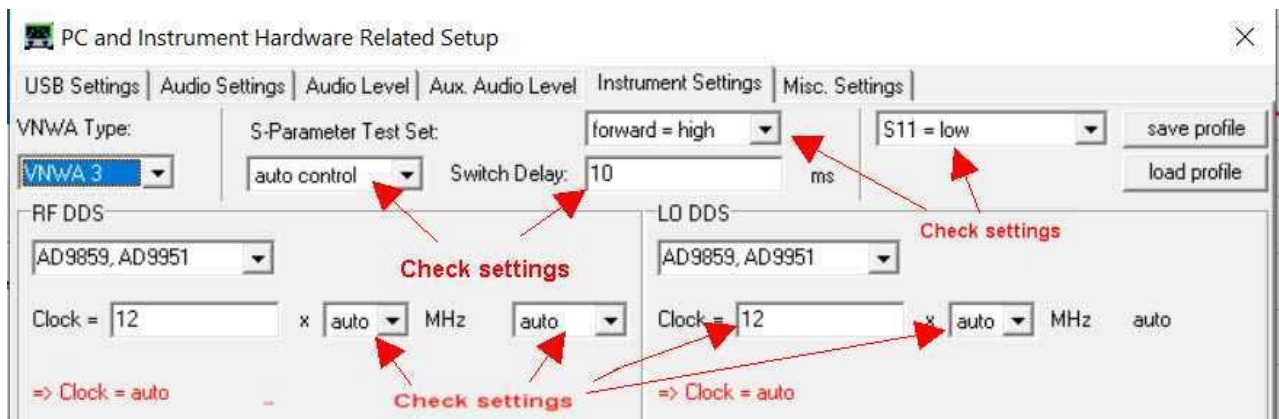 PC and Instrument Hardware Related Setup
USB Settings Audio Settings Audio Level Aux. Audio Level Instrument Settings Misc. Settings
VNWA Type: S-Parameter Test Set: forward = high S11 = low save profile
VNWA 3 auto control Switch Delay: 10 ms load profile
RF DDS LO DDS
Check settings
AD9859, AD9951 AD9859, AD9951
Check settings
Clock = 12 x auto MHz auto Clock = 12 x auto MHz auto
=> Clock = auto Check settings => Clock = auto